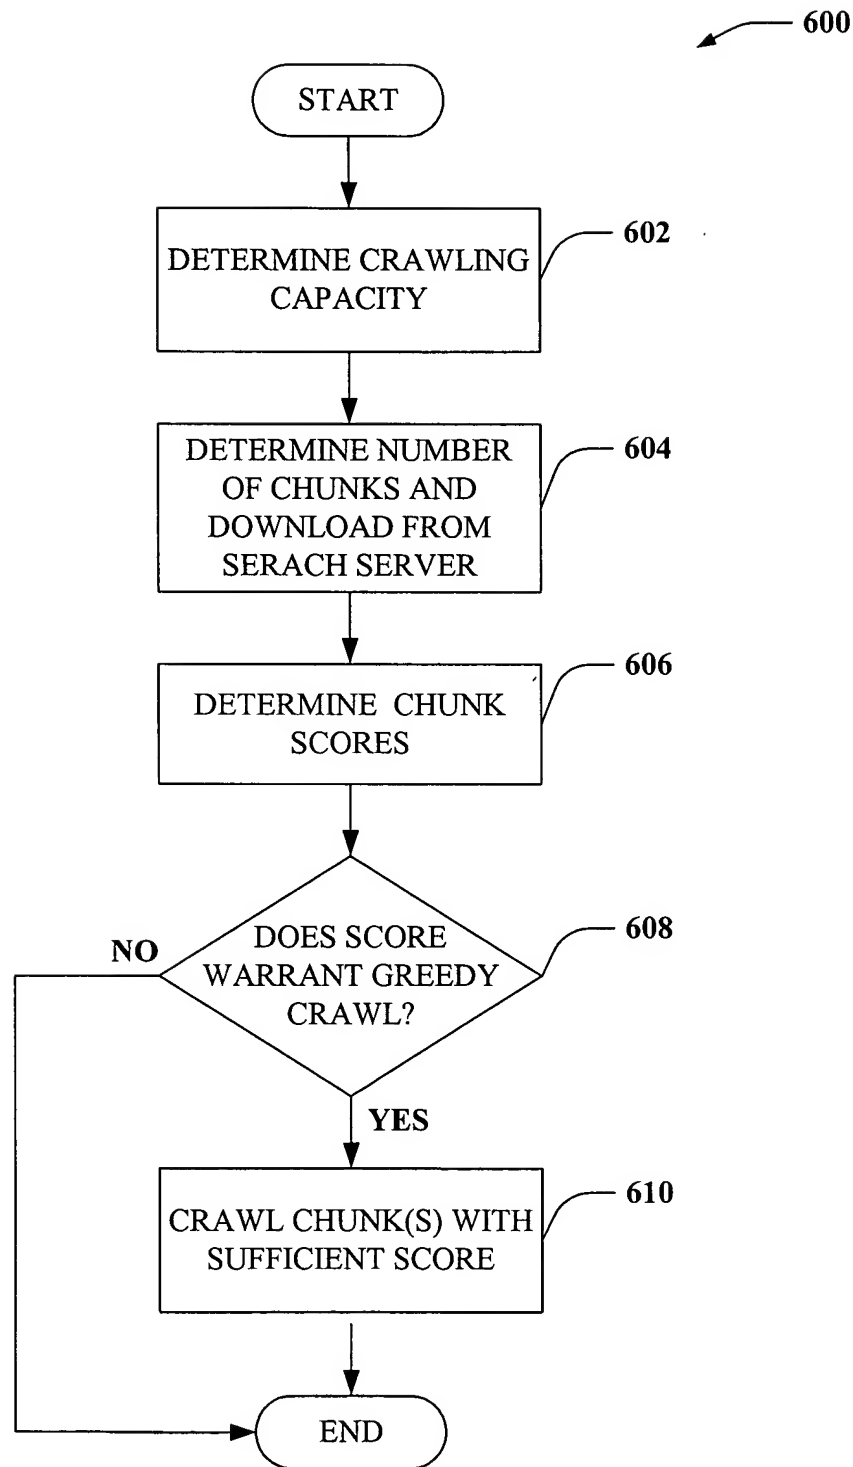 600
START
602
DETERMINE CRAWLING
CAPACITY
604
DETERMINE NUMBER
OF CHUNKS AND
DOWNLOAD FROM
SERACH SERVER
606
DETERMINE CHUNK
SCORES
608
NO
DOES SCORE
WARRANT GREEDY
CRAWL?
YES
610
CRAWL CHUNK(S) WITH
SUFFICIENT SCORE
END